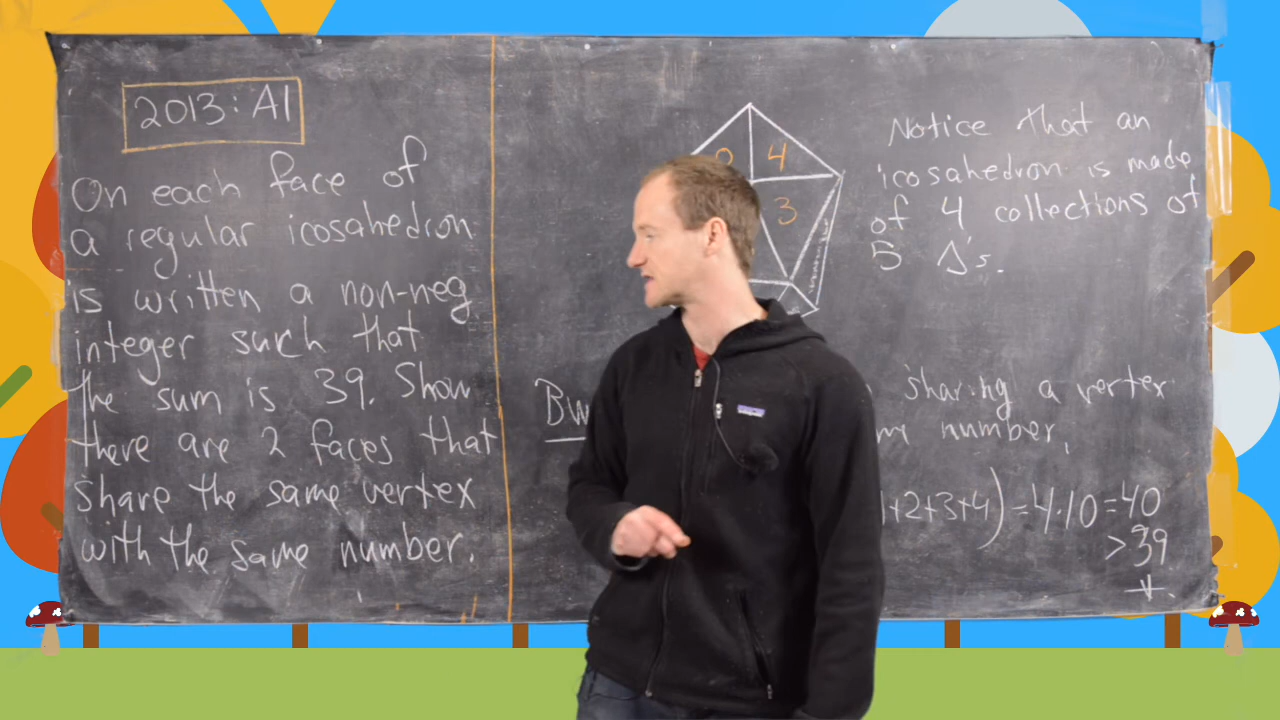 2013: A1
On each face of
a regular icosahedron
is written a non-neg
integer such that
the sum is 39. Show
there are 2 faces that
share the same vertex
with the same number.
0 4
3
Notice that an
icosahedron is made
of 4 collections of
5 Δ's.
sharing a vertex
number,
1+2+3+4) = 4·10 = 40
> 39